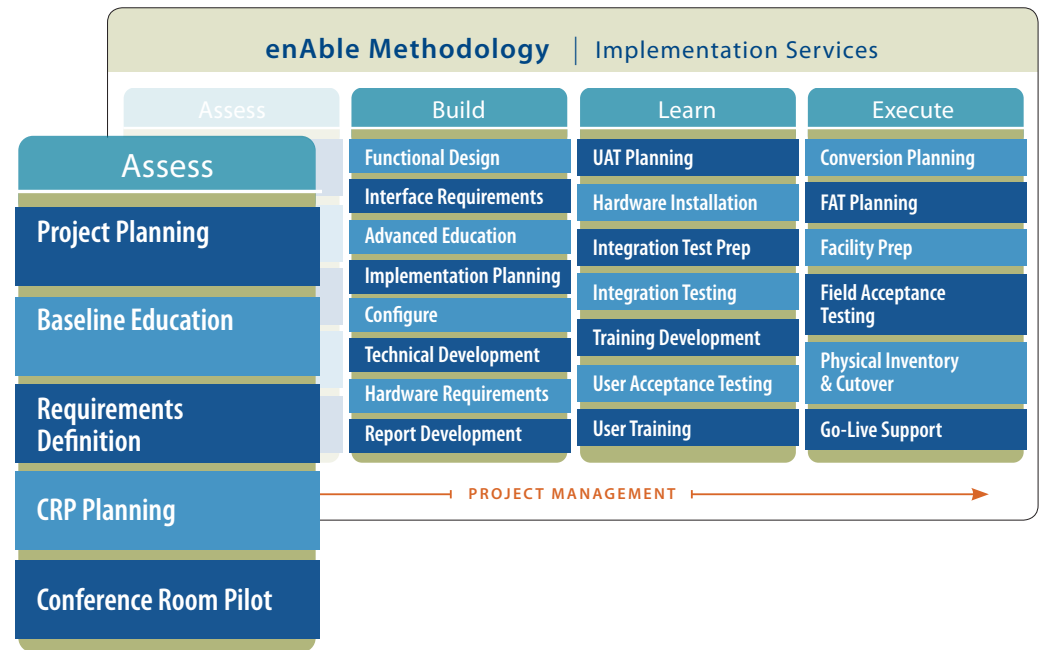 enAble Methodology | Implementation Services
Assess
Assess
Project Planning
Baseline Education
Requirements
Definition
CRP Planning
Conference Room Pilot
Build
Functional Design
Interface Requirements
Advanced Education
Implementation Planning
Configure
Technical Development
Hardware Requirements
Report Development
Learn
UAT Planning
Hardware Installation
Integration Test Prep
Integration Testing
Training Development
User Acceptance Testing
User Training
Execute
Conversion Planning
FAT Planning
Facility Prep
Field Acceptance
Testing
Physical Inventory
& Cutover
Go-Live Support
PROJECT MANAGEMENT